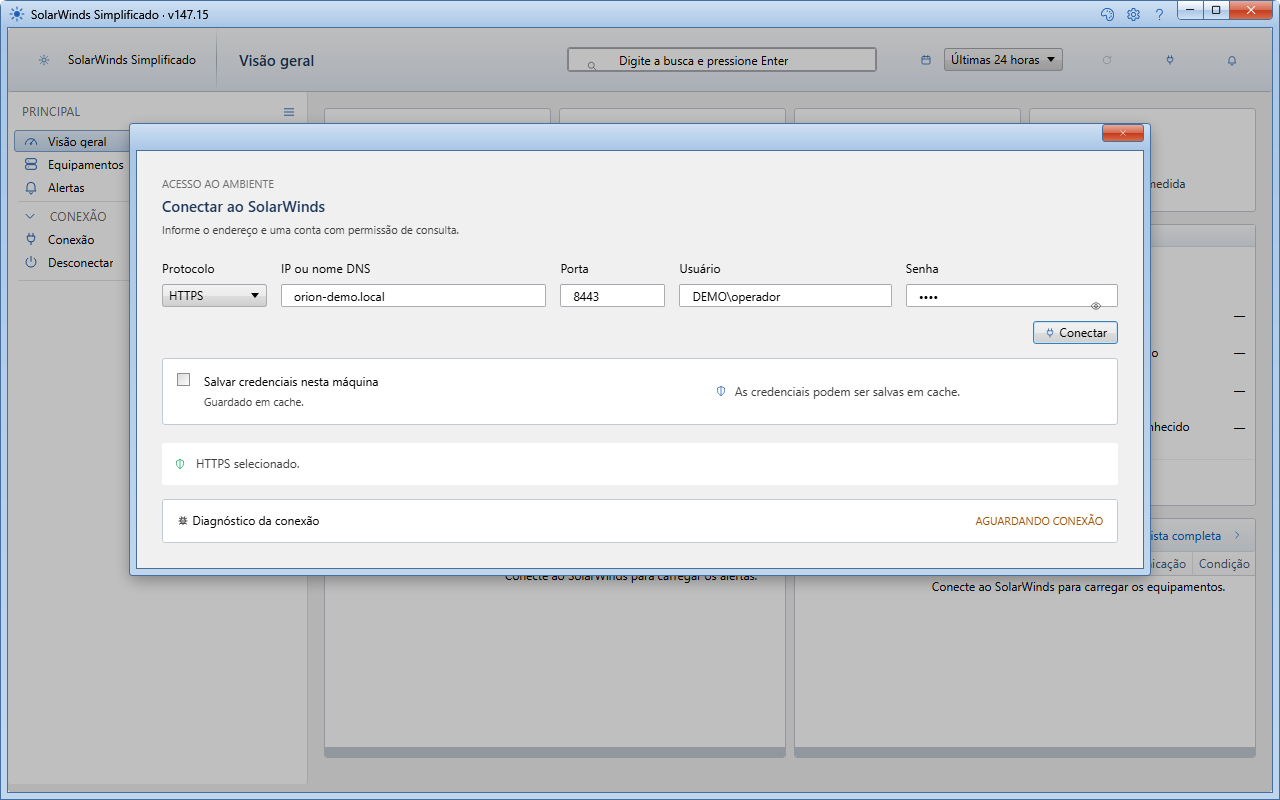 SolarWinds Simplificado · v147.15
SolarWinds Simplificado
Visão geral
Digite a busca e pressione Enter
Últimas 24 horas
PRINCIPAL
Visão geral
Equipamentos
Alertas
CONEXÃO
Conexão
Desconectar
ACESSO AO AMBIENTE
Conectar ao SolarWinds
Informe o endereço e uma conta com permissão de consulta.
Protocolo
IP ou nome DNS
Porta
Usuário
Senha
HTTPS
orion-demo.local
8443
DEMO\operador
••••
Conectar
Salvar credenciais nesta máquina
Guardado em cache.
As credenciais podem ser salvas em cache.
HTTPS selecionado.
Diagnóstico da conexão
AGUARDANDO CONEXÃO
medida
—
o —
—
nhecido —
ista completa
icação
Condição
Conecte ao SolarWinds para carregar os alertas.
Conecte ao SolarWinds para carregar os equipamentos.